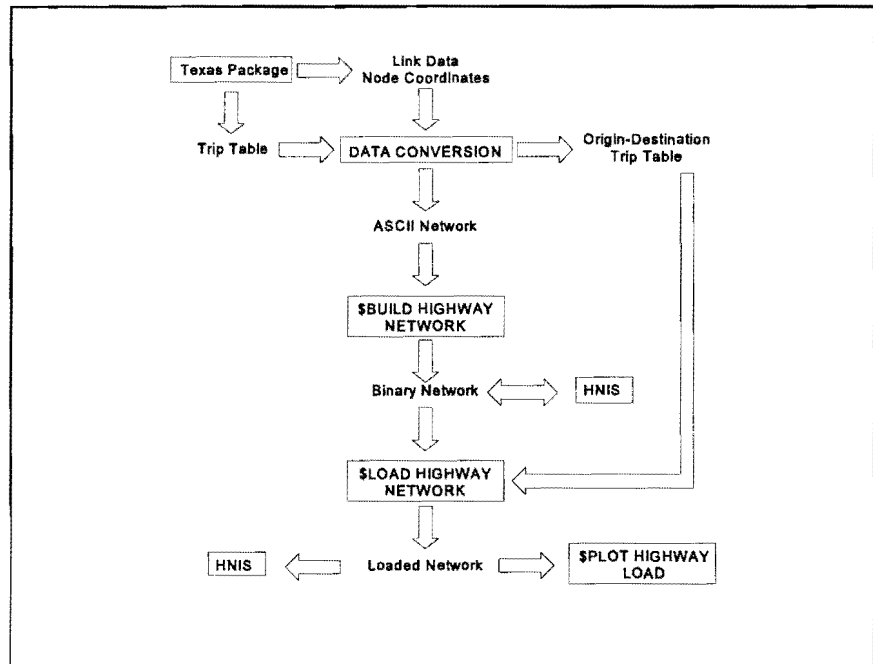 Texas Package
Link Data
Node Coordinates
Trip Table
DATA CONVERSION
Origin-Destination
Trip Table
ASCII Network
$BUILD HIGHWAY
NETWORK
Binary Network
HNIS
$LOAD HIGHWAY
NETWORK
HNIS
Loaded Network
$PLOT HIGHWAY
LOAD